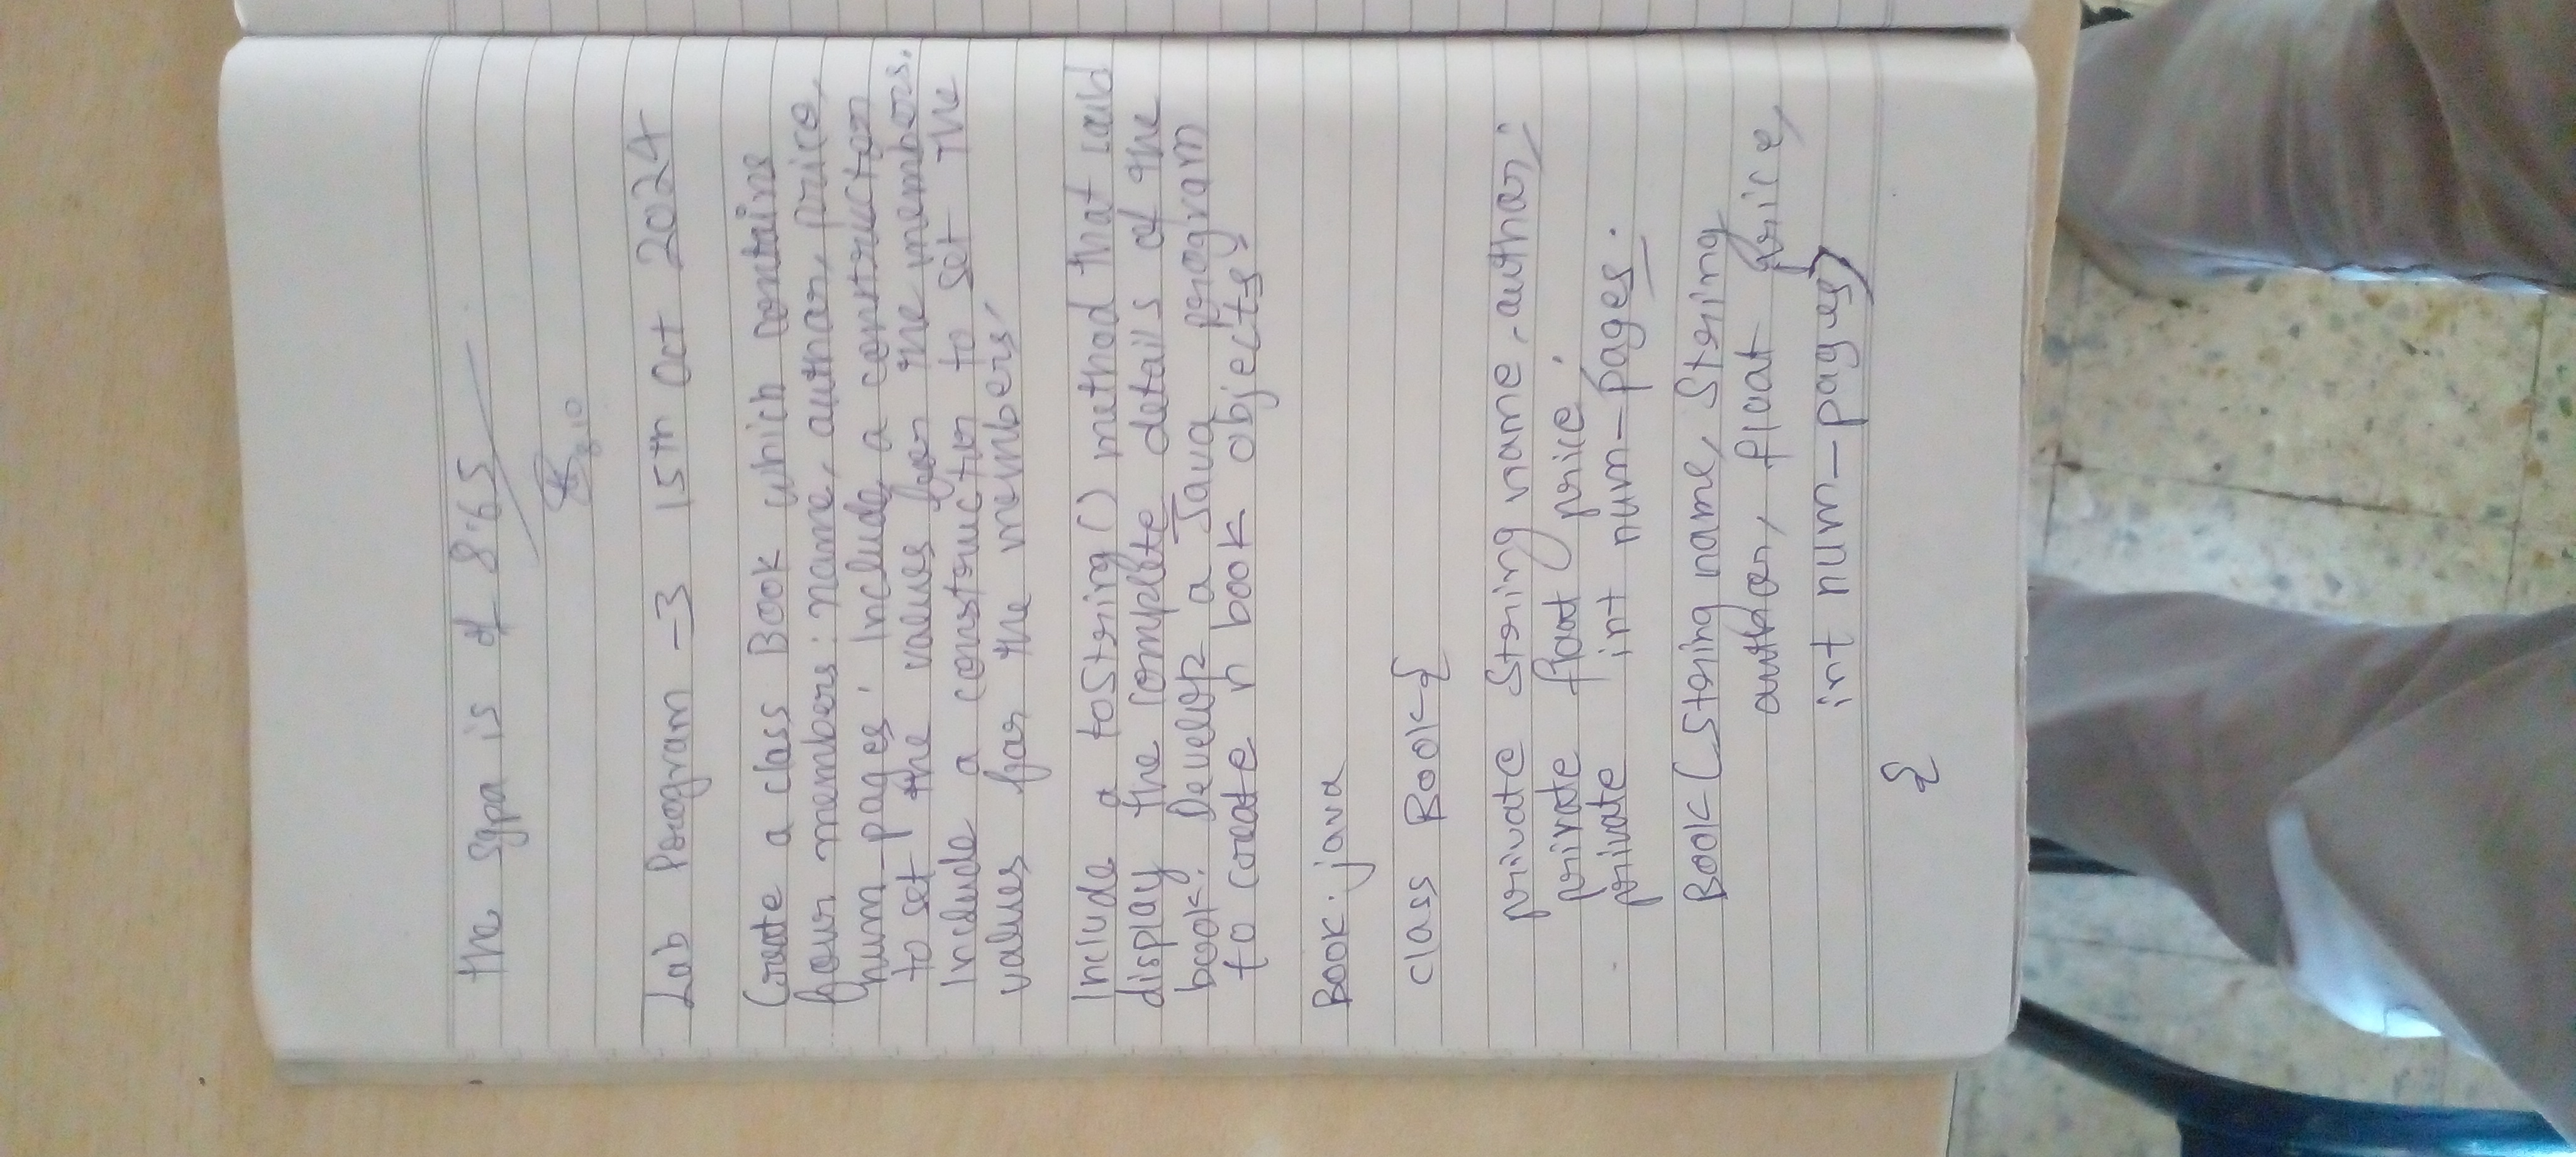 the sgpa is of 8.65
Lab Program -3 15th Oct 2024
Create a class Book which contains
four members: name, author, price,
num-pages. Include a constructor
to set the values for the members.
Include a constructor to set the
values for the members.
Include a toString() method that could
display the complete details of the
book. Develop a Java program
to create n book objects
Book.java
class Book{
private String name, author;
private float price;
private int num-pages.
Book(String name, String
author, float price,
int num-pages)
{